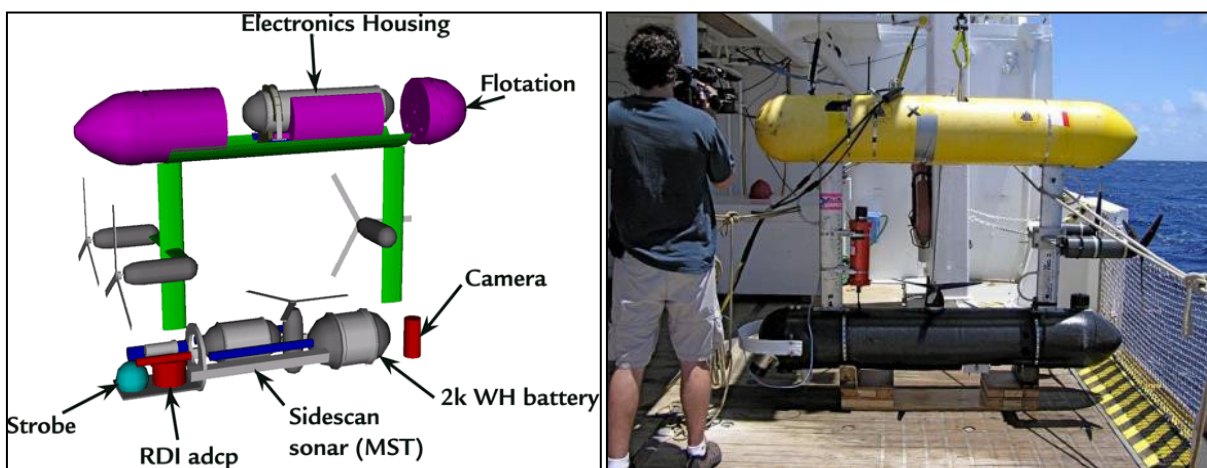 Electronics Housing
Flotation
Camera
2k WH battery
Sidescan
sonar (MST)
RDI adcp
Strobe